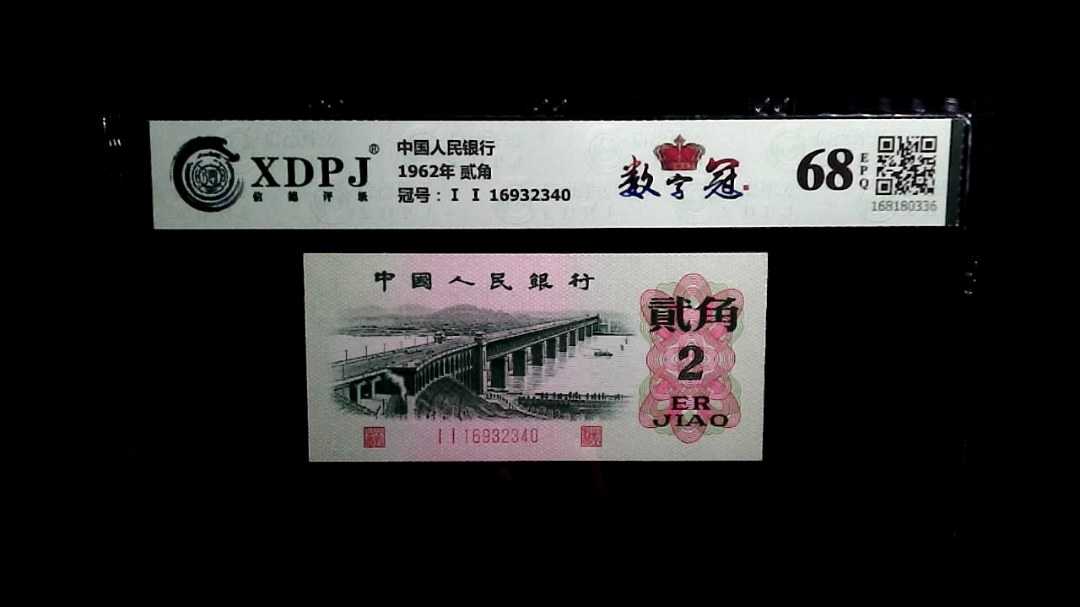 XDPJ®
信德评级
中国人民银行
1962年 贰角
冠号：Ⅰ Ⅰ 16932340
数字冠
68
EPQ
168180336
中國人民銀行
貳角
2
ER
JIAO
I I 16932340